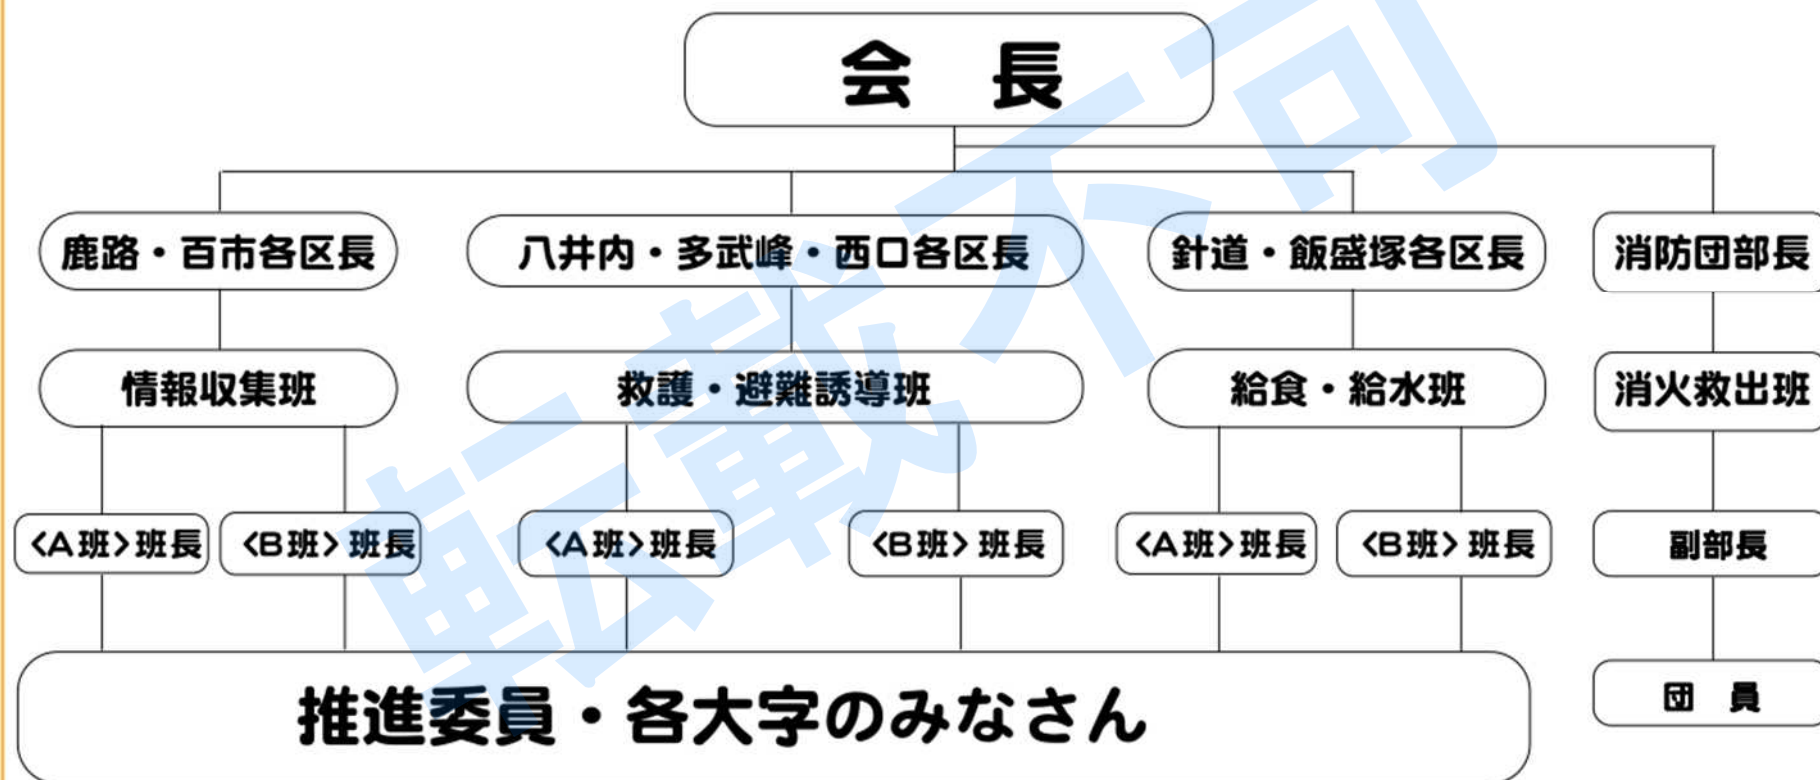 会　長
鹿路・百市各区長
八井内・多武峰・西口各区長
針道・飯盛塚各区長
消防団部長
情報収集班
救護・避難誘導班
給食・給水班
消火救出班
<A班>班長
<B班>班長
<A班>班長
<B班>班長
<A班>班長
<B班>班長
副部長
推進委員・各大字のみなさん
団　員
転載不可